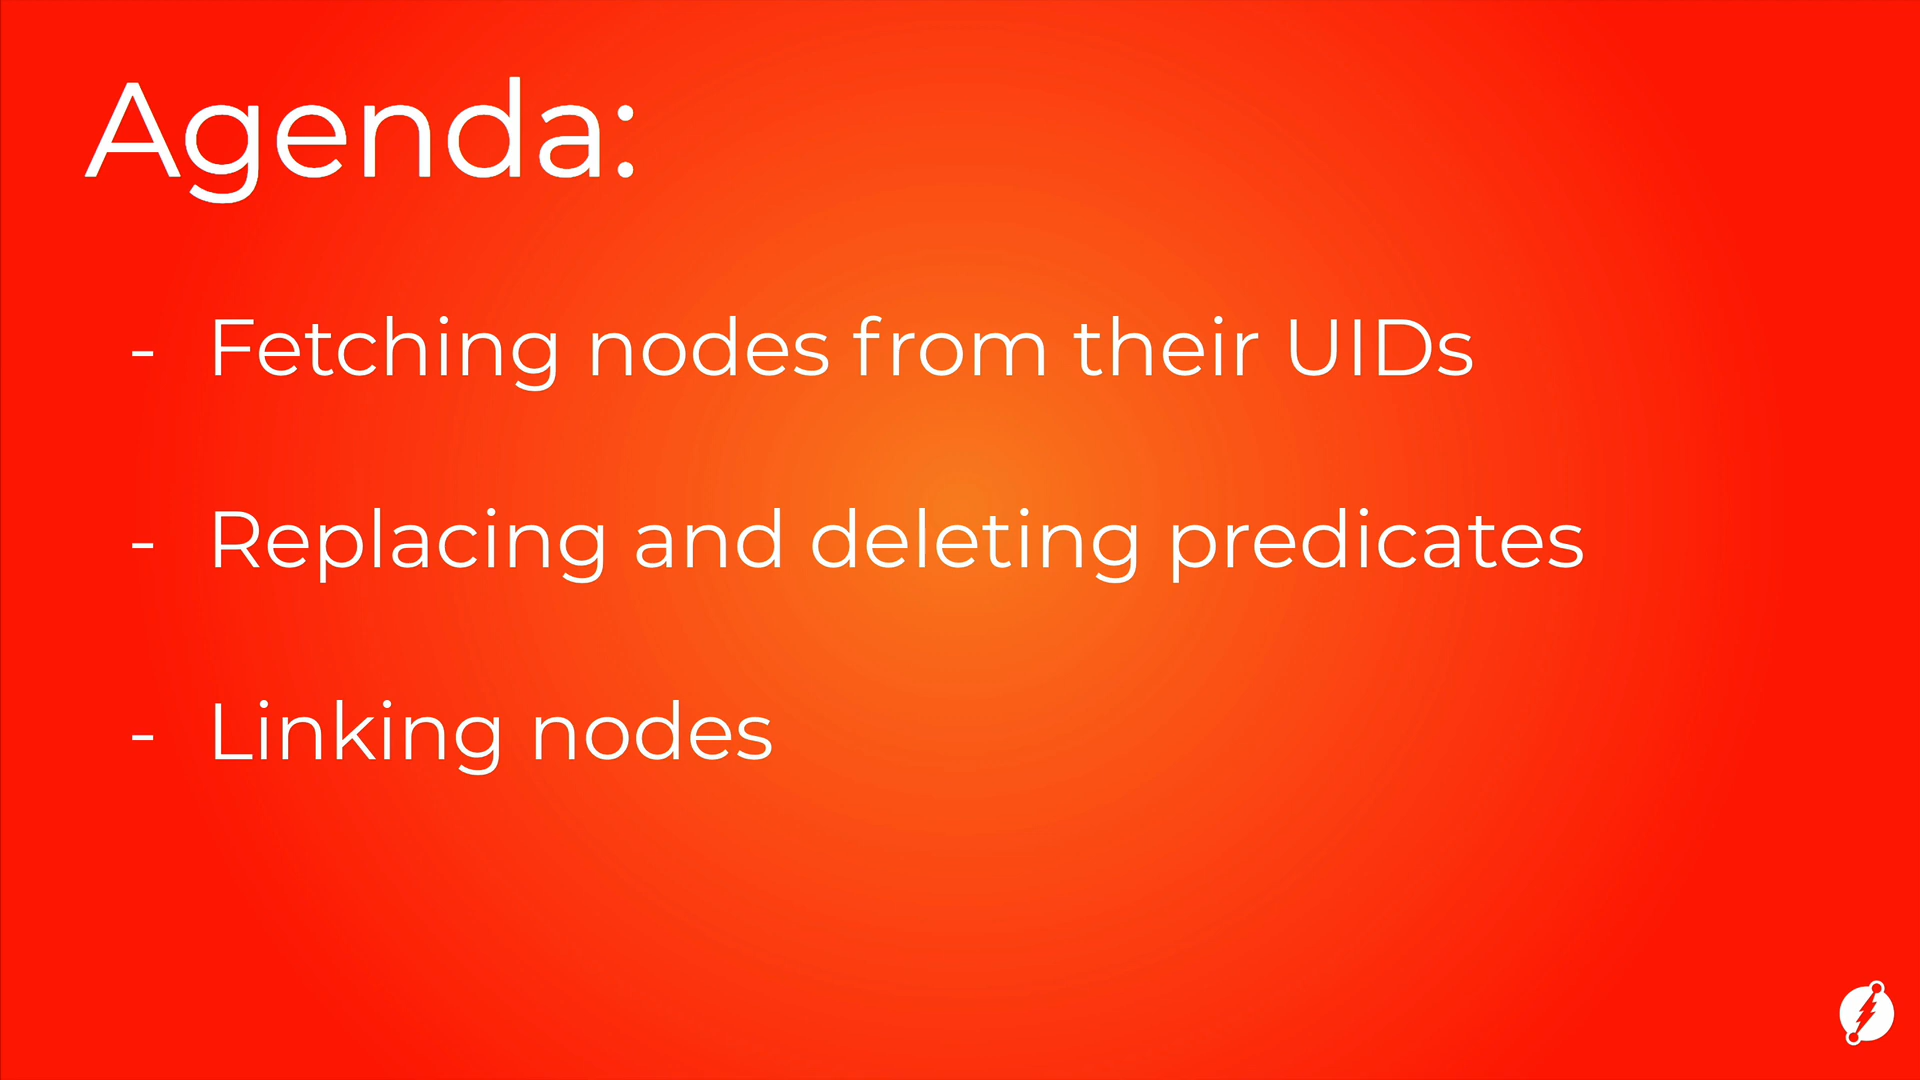 Agenda:
- Fetching nodes from their UIDs
- Replacing and deleting predicates
- Linking nodes